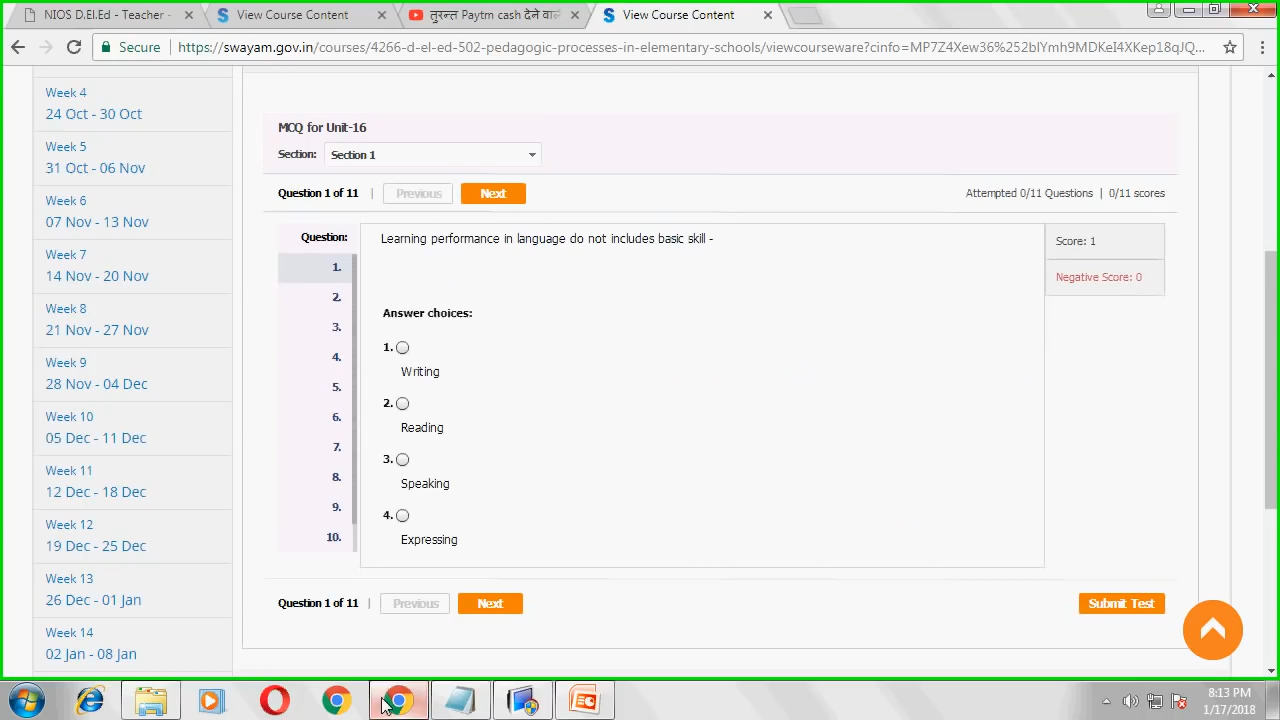 NIOS D.El.Ed - Teacher -
View Course Content
तुरन्त Paytm cash देने वाल
View Course Content
Secure
https://swayam.gov.in/courses/4266-d-el-ed-502-pedagogic-processes-in-elementary-schools/viewcourseware?cinfo=MP7Z4Xew36%252blYmh9MDKeI4XKep18qJQ...
Week 4
24 Oct - 30 Oct
Week 5
31 Oct - 06 Nov
Week 6
07 Nov - 13 Nov
Week 7
14 Nov - 20 Nov
Week 8
21 Nov - 27 Nov
Week 9
28 Nov - 04 Dec
Week 10
05 Dec - 11 Dec
Week 11
12 Dec - 18 Dec
Week 12
19 Dec - 25 Dec
Week 13
26 Dec - 01 Jan
Week 14
02 Jan - 08 Jan
MCQ for Unit-16
Section: Section 1
Question 1 of 11 | Previous Next
Attempted 0/11 Questions | 0/11 scores
Question:
1.
2.
3.
4.
5.
6.
7.
8.
9.
10.
Learning performance in language do not includes basic skill -
Answer choices:
1.
Writing
2.
Reading
3.
Speaking
4.
Expressing
Score: 1
Negative Score: 0
Question 1 of 11 | Previous Next
Submit Test
8:13 PM
1/17/2018